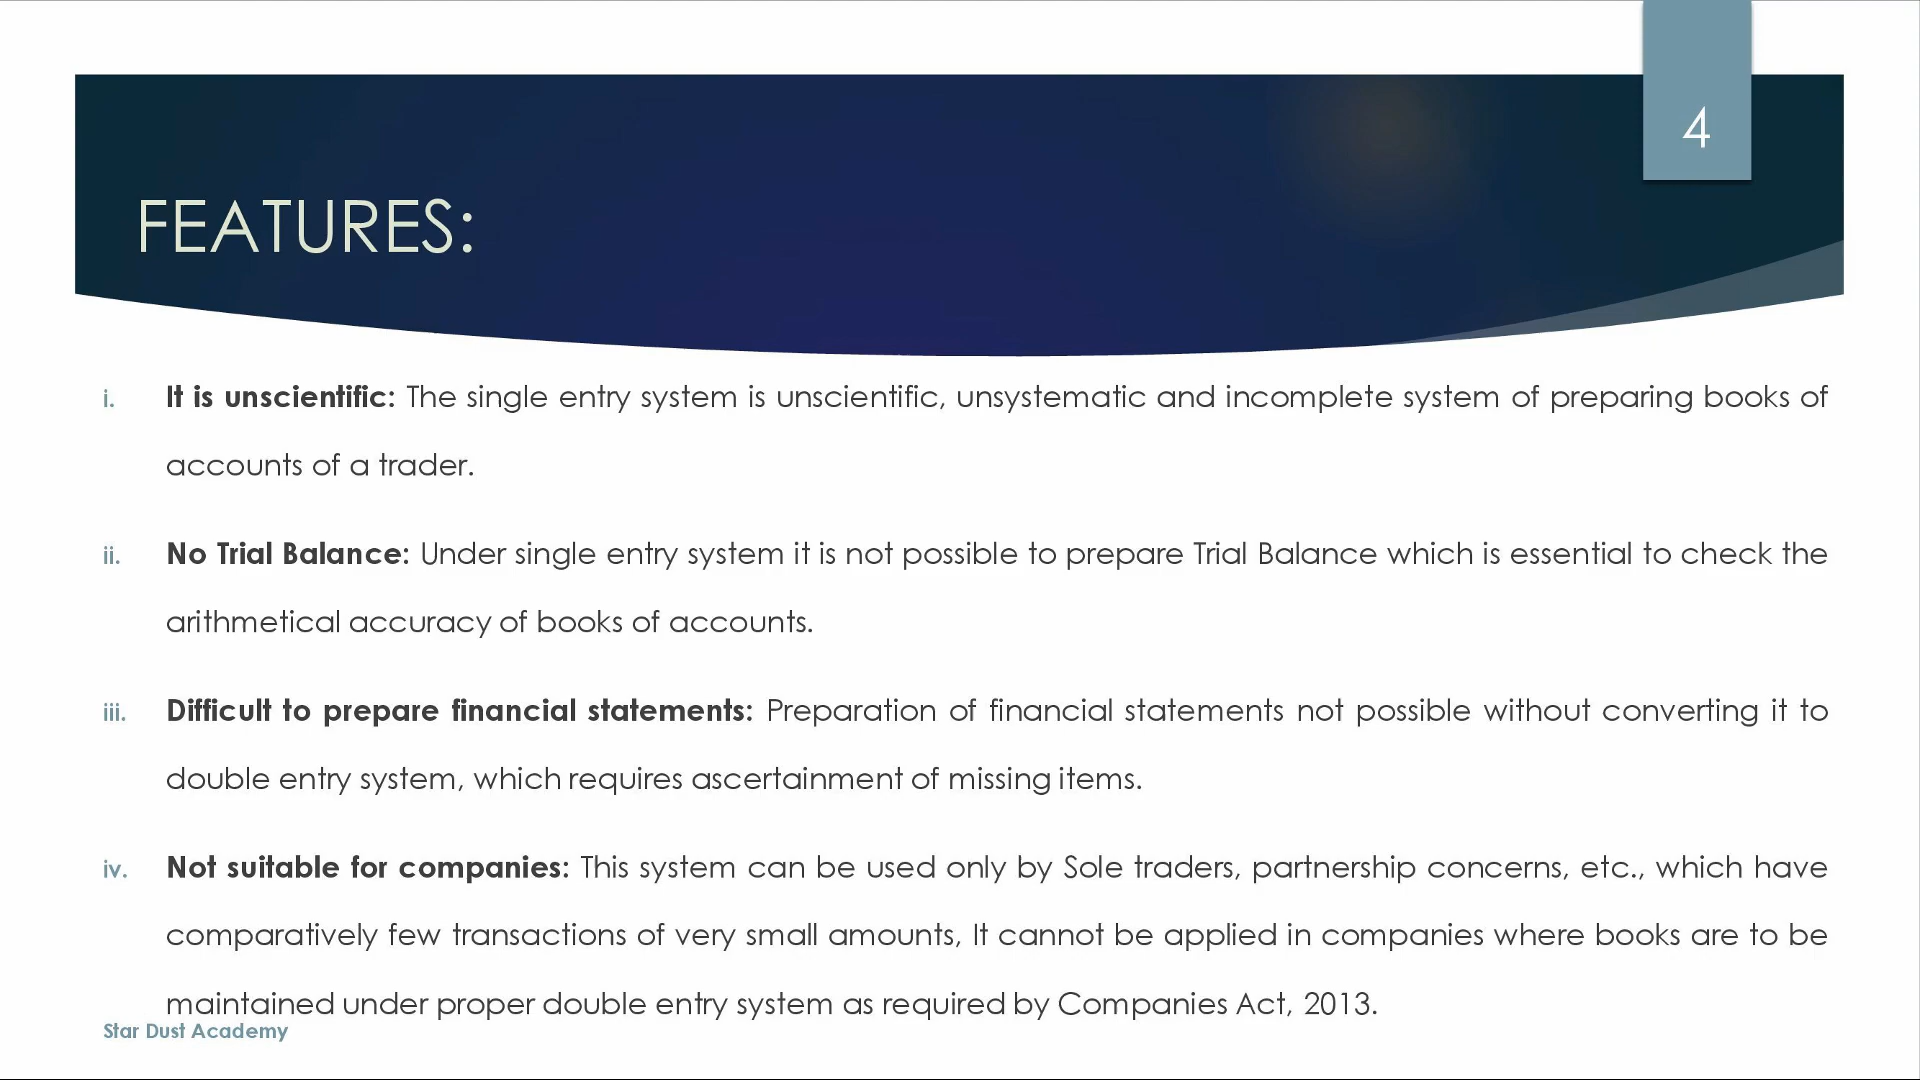 4
FEATURES:
i. It is unscientific: The single entry system is unscientific, unsystematic and incomplete system of preparing books of
accounts of a trader.
ii. No Trial Balance: Under single entry system it is not possible to prepare Trial Balance which is essential to check the
arithmetical accuracy of books of accounts.
iii. Difficult to prepare financial statements: Preparation of financial statements not possible without converting it to
double entry system, which requires ascertainment of missing items.
iv. Not suitable for companies: This system can be used only by Sole traders, partnership concerns, etc., which have
comparatively few transactions of very small amounts, It cannot be applied in companies where books are to be
maintained under proper double entry system as required by Companies Act, 2013.
Star Dust Academy